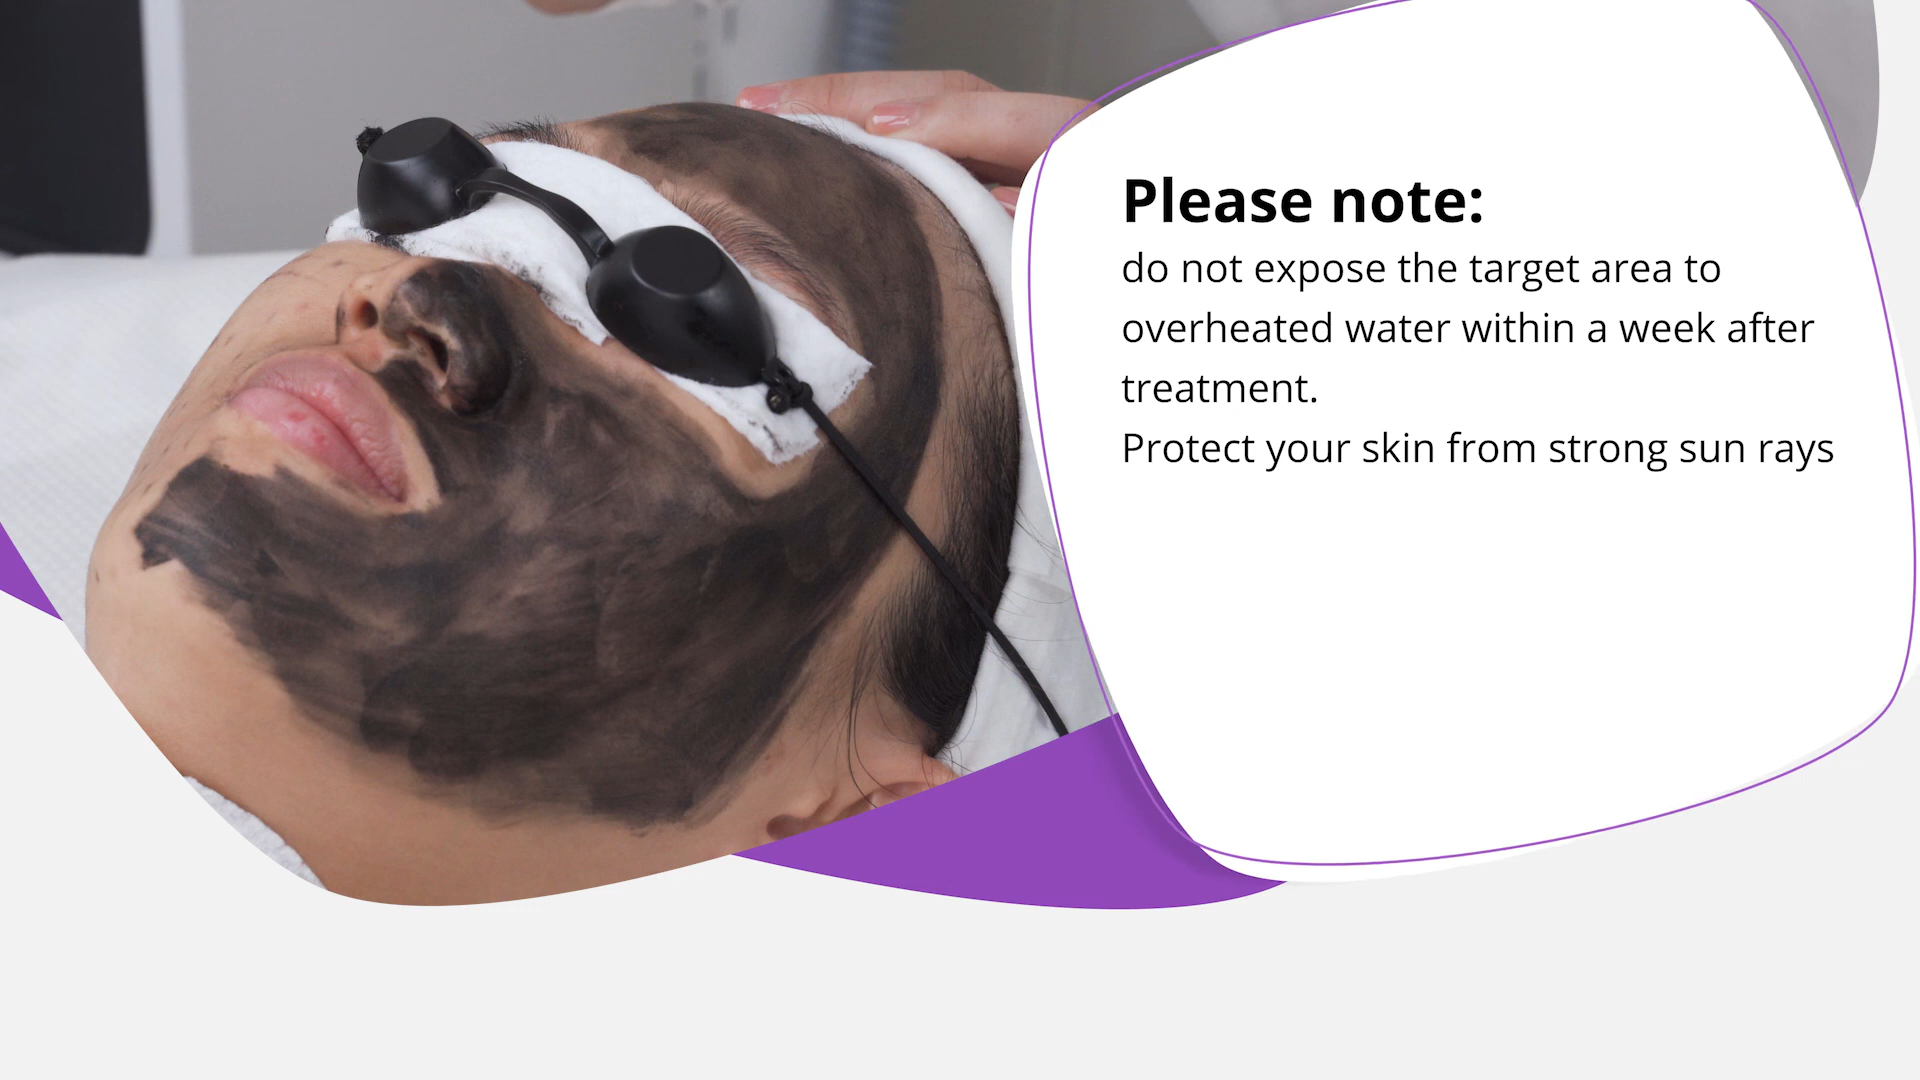 Please note:
do not expose the target area to
overheated water within a week after
treatment.
Protect your skin from strong sun rays